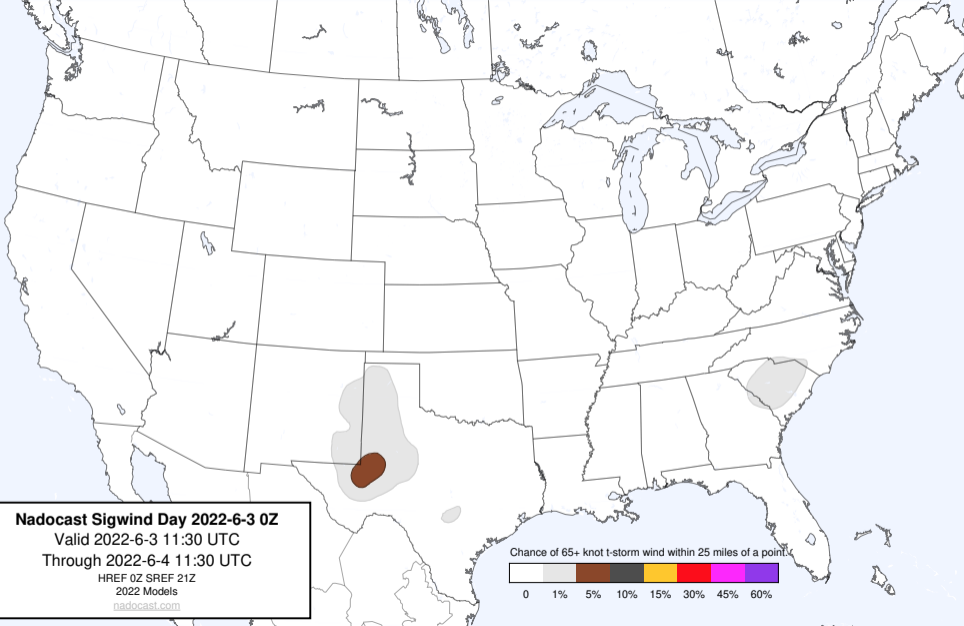 Nadocast Sigwind Day 2022-6-3 0Z
Valid 2022-6-3 11:30 UTC
Through 2022-6-4 11:30 UTC
HREF 0Z SREF 21Z
2022 Models
nadocast.com
Chance of 65+ knot t-storm wind within 25 miles of a point.
0 1% 5% 10% 15% 30% 45% 60%